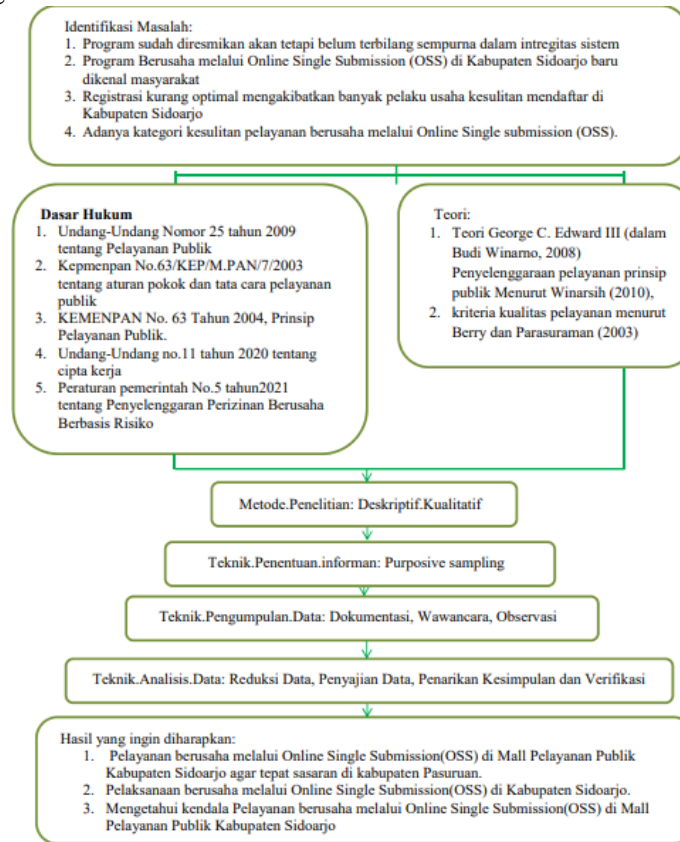 Identifikasi Masalah:
1. Program sudah diresmikan akan tetapi belum terbilang sempurna dalam intregitas sistem
2. Program Berusaha melalui Online Single Submission (OSS) di Kabupaten Sidoarjo baru
dikenal masyarakat
3. Registrasi kurang optimal mengakibatkan banyak pelaku usaha kesulitan mendaftar di
Kabupaten Sidoarjo
4. Adanya kategori kesulitan pelayanan berusaha melalui Online Single submission (OSS).
Dasar Hukum
1. Undang-Undang Nomor 25 tahun 2009
tentang Pelayanan Publik
2. Kepmenpan No.63/KEP/M.PAN/7/2003
tentang aturan pokok dan tata cara pelayanan
publik
3. KEMENPAN No. 63 Tahun 2004, Prinsip
Pelayanan Publik.
4. Undang-Undang no.11 tahun 2020 tentang
cipta kerja
5. Peraturan pemerintah No.5 tahun2021
tentang Penyelenggaran Perizinan Berusaha
Berbasis Risiko
Teori:
1. Teori George C. Edward III (dalam
Budi Winarno, 2008)
Penyelenggaraan pelayanan prinsip
publik Menurut Winarsih (2010),
2. kriteria kualitas pelayanan menurut
Berry dan Parasuraman (2003)
Metode.Penelitian: Deskriptif.Kualitatif
Teknik.Penentuan.informan: Purposive sampling
Teknik.Pengumpulan.Data: Dokumentasi, Wawancara, Observasi
Teknik.Analisis.Data: Reduksi Data, Penyajian Data, Penarikan Kesimpulan dan Verifikasi
Hasil yang ingin diharapkan:
1. Pelayanan berusaha melalui Online Single Submission(OSS) di Mall Pelayanan Publik
Kabupaten Sidoarjo agar tepat sasaran di kabupaten Pasuruan.
2. Pelaksanaan berusaha melalui Online Single Submission(OSS) di Kabupaten Sidoarjo.
3. Mengetahui kendala Pelayanan berusaha melalui Online Single Submission(OSS) di Mall
Pelayanan Publik Kabupaten Sidoarjo